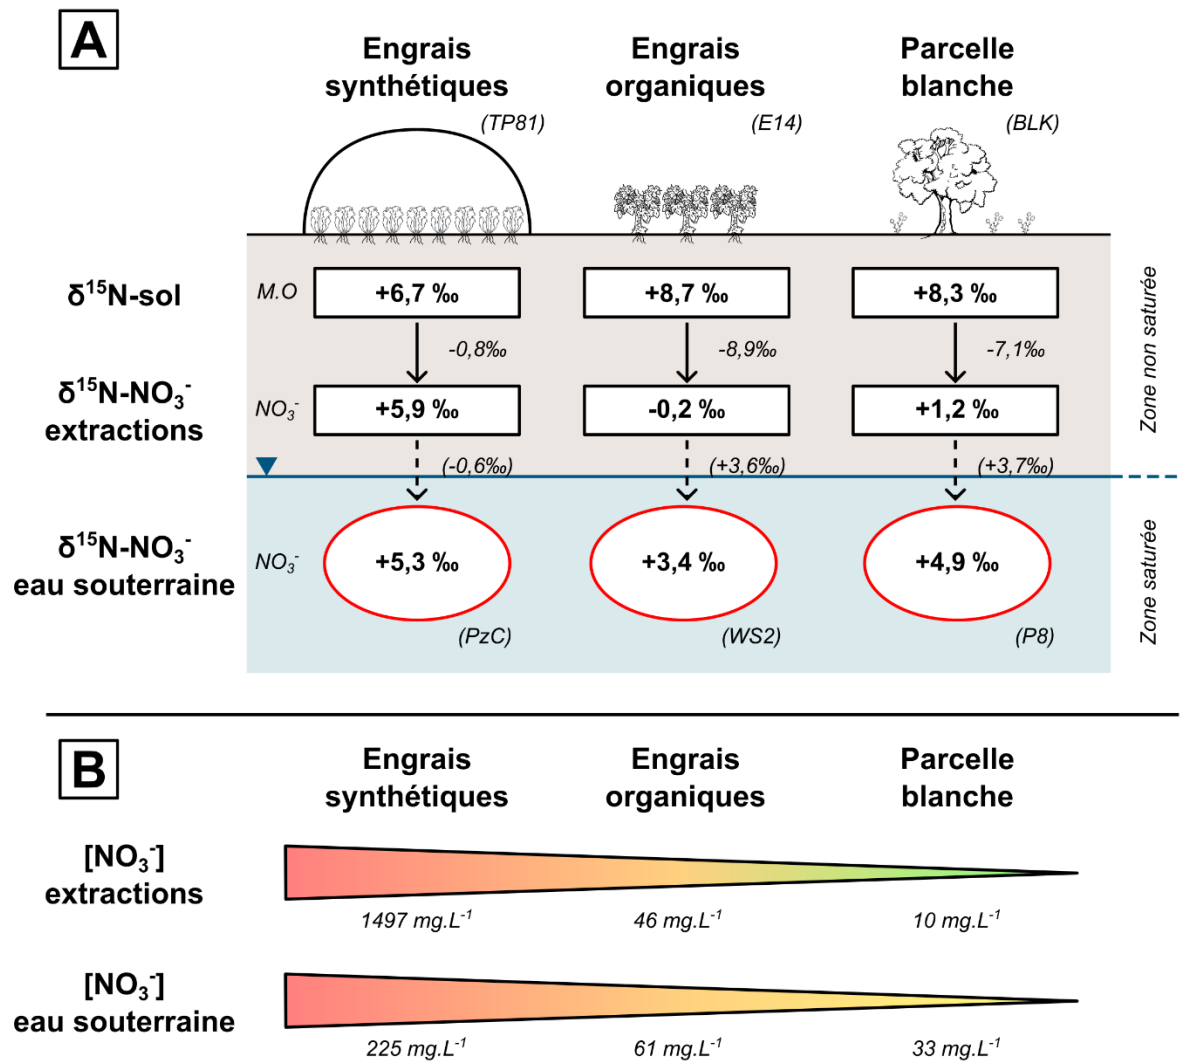 A
Engrais
synthétiques
(TP81)
Engrais
organiques
(E14)
Parcelle
blanche
(BLK)
δ¹⁵N-sol
M.O
+6,7 ‰
+8,7 ‰
+8,3 ‰
-0,8‰
-8,9‰
-7,1‰
Zone non saturée
δ¹⁵N-NO₃⁻
extractions
NO₃⁻
+5,9 ‰
-0,2 ‰
+1,2 ‰
(-0,6‰)
(+3,6‰)
(+3,7‰)
δ¹⁵N-NO₃⁻
eau souterraine
NO₃⁻
+5,3 ‰
+3,4 ‰
+4,9 ‰
(PzC)
(WS2)
(P8)
Zone saturée
B
Engrais
synthétiques
Engrais
organiques
Parcelle
blanche
[NO₃⁻]
extractions
1497 mg.L⁻¹
46 mg.L⁻¹
10 mg.L⁻¹
[NO₃⁻]
eau souterraine
225 mg.L⁻¹
61 mg.L⁻¹
33 mg.L⁻¹